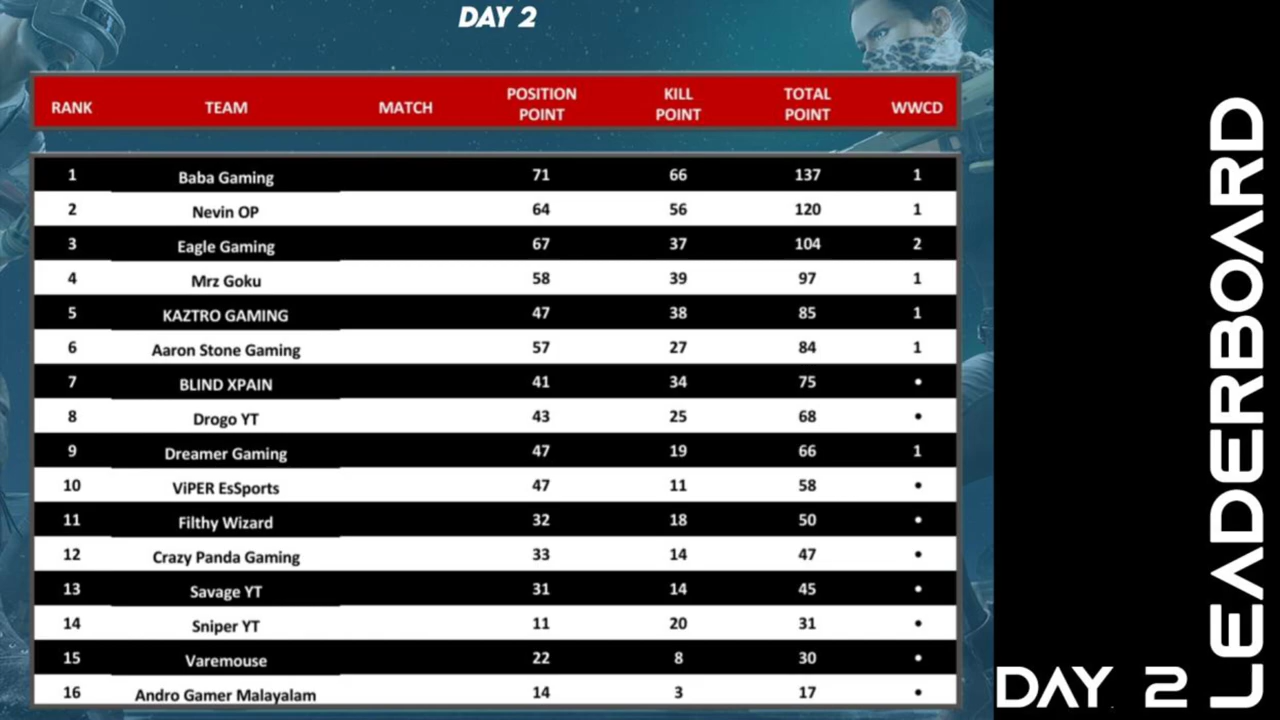 DAY 2
RANK TEAM MATCH POSITION POINT KILL POINT TOTAL POINT WWCD
1 Baba Gaming 71 66 137 1
2 Nevin OP 64 56 120 1
3 Eagle Gaming 67 37 104 2
4 Mrz Goku 58 39 97 1
5 KAZTRO GAMING 47 38 85 1
6 Aaron Stone Gaming 57 27 84 1
7 BLIND XPAIN 41 34 75 •
8 Drogo YT 43 25 68 •
9 Dreamer Gaming 47 19 66 1
10 ViPER EsSports 47 11 58 •
11 Filthy Wizard 32 18 50 •
12 Crazy Panda Gaming 33 14 47 •
13 Savage YT 31 14 45 •
14 Sniper YT 11 20 31 •
15 Varemouse 22 8 30 •
16 Andro Gamer Malayalam 14 3 17 •
DAY 2
LEADERBOARD